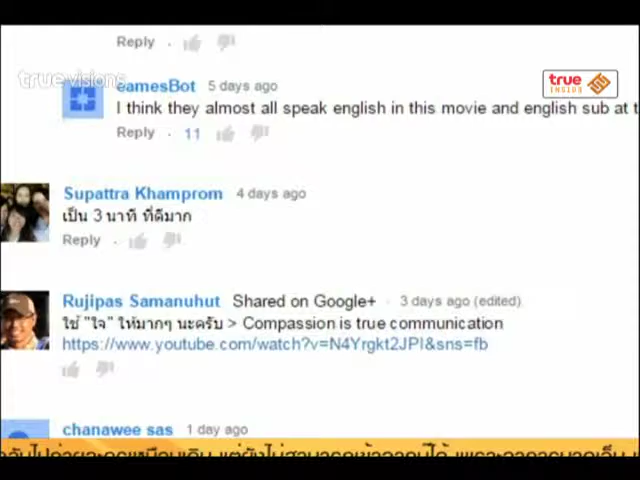 Reply
true visions
eamesBot 5 days ago
true
INSIDE
I think they almost all speak english in this movie and english sub at t
Reply 11
Supattra Khamprom 4 days ago
เป็น 3 นาที ที่ดีมาก
Reply
Rujipas Samanuhut Shared on Google+ 3 days ago (edited)
ใช้ "ใจ" ให้มากๆ นะครับ > Compassion is true communication
https://www.youtube.com/watch?v=N4Yrgkt2JPI&sns=fb
chanawee sas 1 day ago